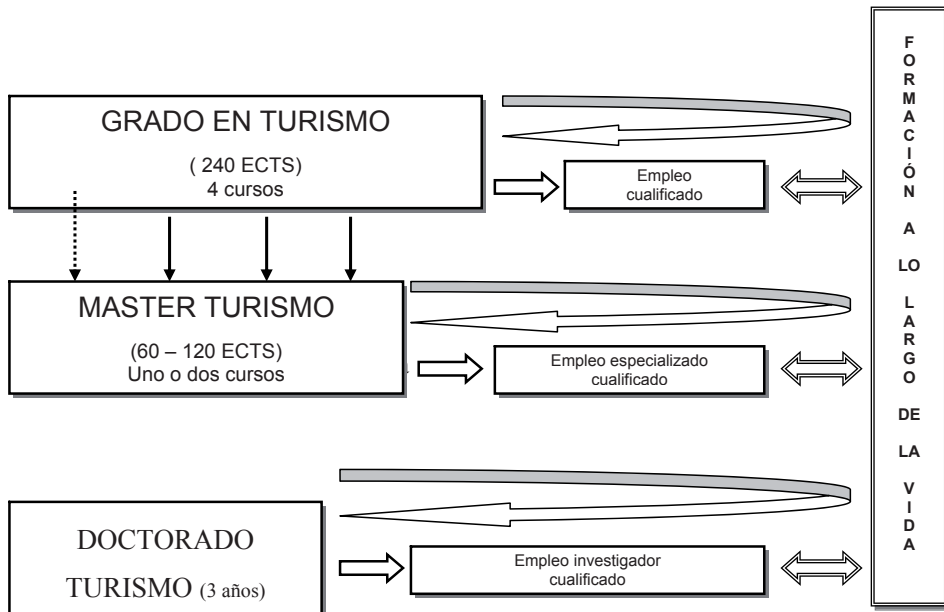 GRADO EN TURISMO
( 240 ECTS)
4 cursos
Empleo
cualificado
MASTER TURISMO
(60 – 120 ECTS)
Uno o dos cursos
Empleo especializado
cualificado
DOCTORADO
TURISMO (3 años)
Empleo investigador
cualificado
F
O
R
M
A
C
I
Ó
N
A
LO
L
A
R
G
O
DE
LA
V
I
D
A